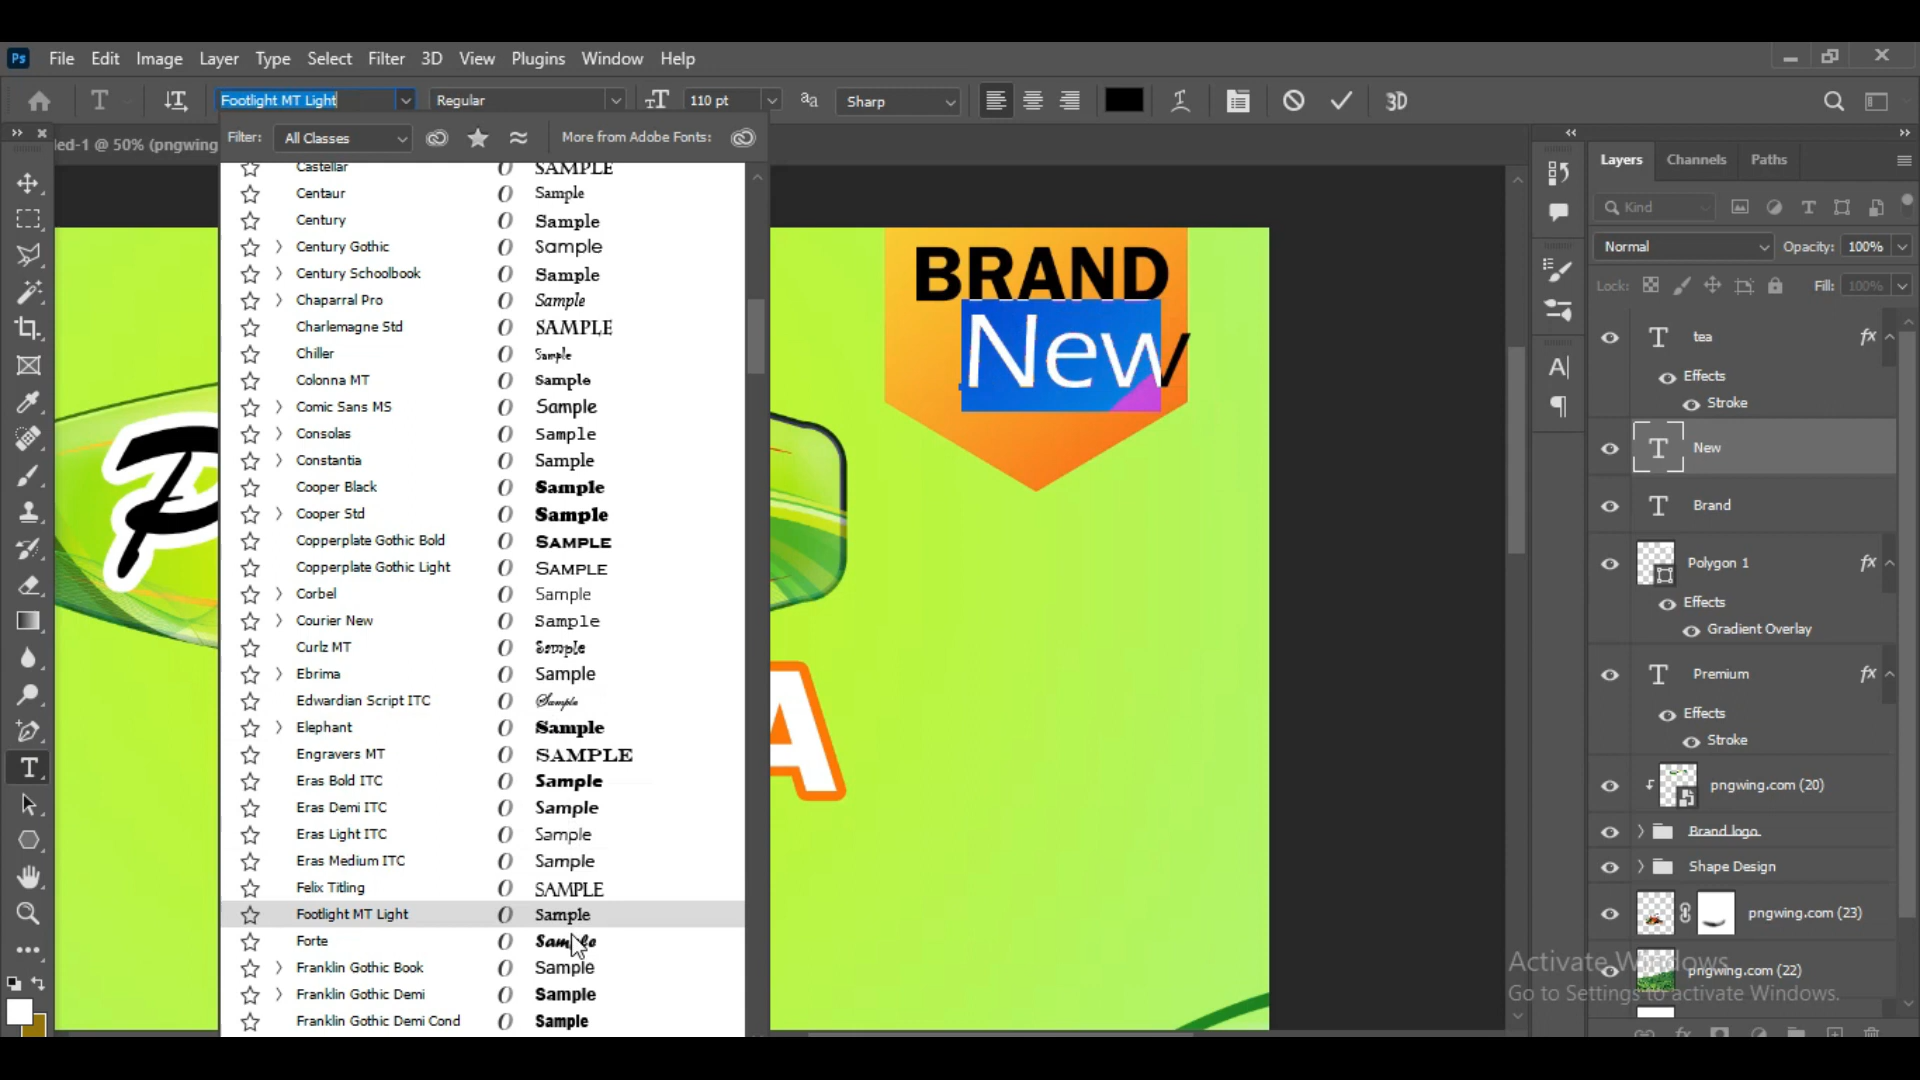 Ps File Edit Image Layer Type Select Filter 3D View Plugins Window Help
Footlight MT Light Regular 110 pt Sharp 3D
Filter: All Classes More from Adobe Fonts:
led-1 @ 50% (pngwing
Castellar SAMPLE
Centaur Sample
Century Sample
Century Gothic Sample
Century Schoolbook Sample
Chaparral Pro Sample
Charlemagne Std SAMPLE
Chiller Sample
Colonna MT Sample
Comic Sans MS Sample
Consolas Sample
Constantia Sample
Cooper Black Sample
Cooper Std Sample
Copperplate Gothic Bold SAMPLE
Copperplate Gothic Light SAMPLE
Corbel Sample
Courier New Sample
Curlz MT Sample
Ebrima Sample
Edwardian Script ITC Sample
Elephant Sample
Engravers MT SAMPLE
Eras Bold ITC Sample
Eras Demi ITC Sample
Eras Light ITC Sample
Eras Medium ITC Sample
Felix Titling SAMPLE
Footlight MT Light Sample
Forte Sample
Franklin Gothic Book Sample
Franklin Gothic Demi Sample
Franklin Gothic Demi Cond Sample
P
BRAND
New
A
Layers Channels Paths
Kind
Normal Opacity: 100%
Lock: Fill: 100%
tea fx
Effects
Stroke
New
Brand
Polygon 1 fx
Effects
Gradient Overlay
Premium fx
Effects
Stroke
pngwing.com (20)
Brand logo
Shape Design
pngwing.com (23)
pngwing.com (22)
Activate Windows
Go to Settings to activate Windows.